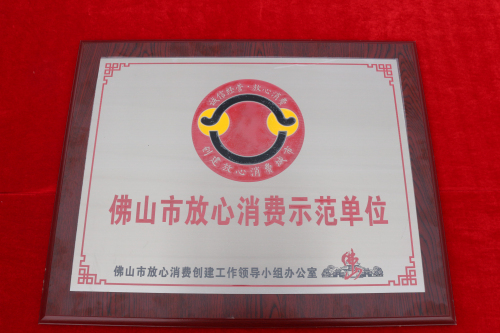 诚信经营·放心消费
创建放心消费城市
佛山市放心消费示范单位
佛山市放心消费创建工作领导小组办公室